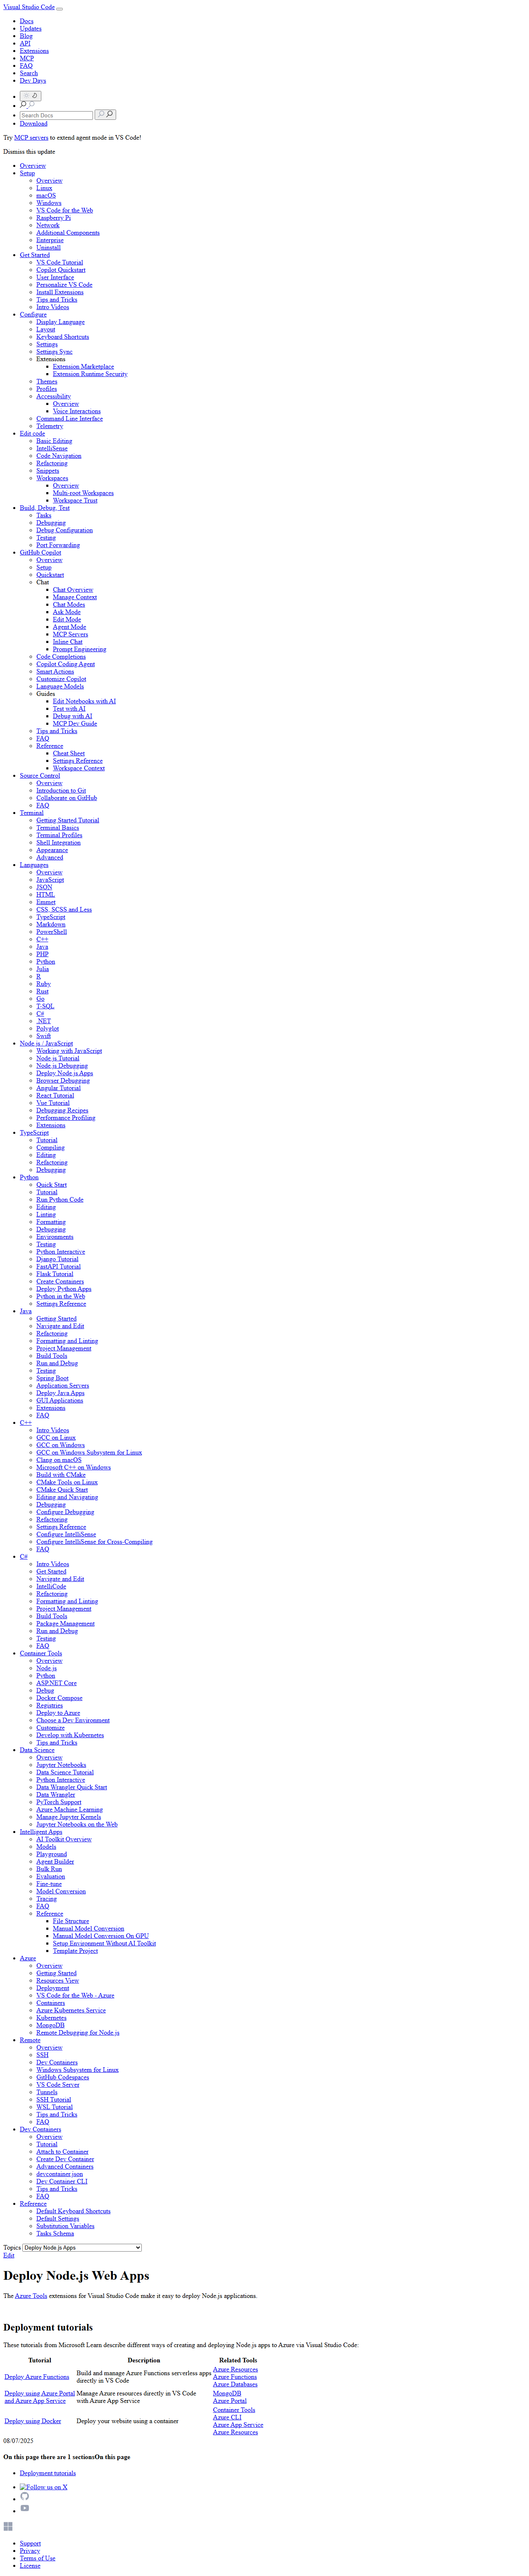 Visual Studio Code
Docs
Updates
Blog
API
Extensions
MCP
FAQ
Search
Dev Days
Search Docs
Download
Try MCP servers to extend agent mode in VS Code!
Dismiss this update
Overview
Setup
Overview
Linux
macOS
Windows
VS Code for the Web
Raspberry Pi
Network
Additional Components
Enterprise
Uninstall
Get Started
VS Code Tutorial
Copilot Quickstart
User Interface
Personalize VS Code
Install Extensions
Tips and Tricks
Intro Videos
Configure
Display Language
Layout
Keyboard Shortcuts
Settings
Settings Sync
Extensions
Extension Marketplace
Extension Runtime Security
Themes
Profiles
Accessibility
Overview
Voice Interactions
Command Line Interface
Telemetry
Edit code
Basic Editing
IntelliSense
Code Navigation
Refactoring
Snippets
Workspaces
Overview
Multi-root Workspaces
Workspace Trust
Build, Debug, Test
Tasks
Debugging
Debug Configuration
Testing
Port Forwarding
GitHub Copilot
Overview
Setup
Quickstart
Chat
Chat Overview
Manage Context
Chat Modes
Ask Mode
Edit Mode
Agent Mode
MCP Servers
Inline Chat
Prompt Engineering
Code Completions
Copilot Coding Agent
Smart Actions
Customize Copilot
Language Models
Guides
Edit Notebooks with AI
Test with AI
Debug with AI
MCP Dev Guide
Tips and Tricks
FAQ
Reference
Cheat Sheet
Settings Reference
Workspace Context
Source Control
Overview
Introduction to Git
Collaborate on GitHub
FAQ
Terminal
Getting Started Tutorial
Terminal Basics
Terminal Profiles
Shell Integration
Appearance
Advanced
Languages
Overview
JavaScript
JSON
HTML
Emmet
CSS, SCSS and Less
TypeScript
Markdown
PowerShell
C++
Java
PHP
Python
Julia
R
Ruby
Rust
Go
T-SQL
C#
.NET
Polyglot
Swift
Node.js / JavaScript
Working with JavaScript
Node.js Tutorial
Node.js Debugging
Deploy Node.js Apps
Browser Debugging
Angular Tutorial
React Tutorial
Vue Tutorial
Debugging Recipes
Performance Profiling
Extensions
TypeScript
Tutorial
Compiling
Editing
Refactoring
Debugging
Python
Quick Start
Tutorial
Run Python Code
Editing
Linting
Formatting
Debugging
Environments
Testing
Python Interactive
Django Tutorial
FastAPI Tutorial
Flask Tutorial
Create Containers
Deploy Python Apps
Python in the Web
Settings Reference
Java
Getting Started
Navigate and Edit
Refactoring
Formatting and Linting
Project Management
Build Tools
Run and Debug
Testing
Spring Boot
Application Servers
Deploy Java Apps
GUI Applications
Extensions
FAQ
C++
Intro Videos
GCC on Linux
GCC on Windows
GCC on Windows Subsystem for Linux
Clang on macOS
Microsoft C++ on Windows
Build with CMake
CMake Tools on Linux
CMake Quick Start
Editing and Navigating
Debugging
Configure Debugging
Refactoring
Settings Reference
Configure IntelliSense
Configure IntelliSense for Cross-Compiling
FAQ
C#
Intro Videos
Get Started
Navigate and Edit
IntelliCode
Refactoring
Formatting and Linting
Project Management
Build Tools
Package Management
Run and Debug
Testing
FAQ
Container Tools
Overview
Node.js
Python
ASP.NET Core
Debug
Docker Compose
Registries
Deploy to Azure
Choose a Dev Environment
Customize
Develop with Kubernetes
Tips and Tricks
Data Science
Overview
Jupyter Notebooks
Data Science Tutorial
Python Interactive
Data Wrangler Quick Start
Data Wrangler
PyTorch Support
Azure Machine Learning
Manage Jupyter Kernels
Jupyter Notebooks on the Web
Intelligent Apps
AI Toolkit Overview
Models
Playground
Agent Builder
Bulk Run
Evaluation
Fine-tune
Model Conversion
Tracing
FAQ
Reference
File Structure
Manual Model Conversion
Manual Model Conversion On GPU
Setup Environment Without AI Toolkit
Template Project
Azure
Overview
Getting Started
Resources View
Deployment
VS Code for the Web - Azure
Containers
Azure Kubernetes Service
Kubernetes
MongoDB
Remote Debugging for Node.js
Remote
Overview
SSH
Dev Containers
Windows Subsystem for Linux
GitHub Codespaces
VS Code Server
Tunnels
SSH Tutorial
WSL Tutorial
Tips and Tricks
FAQ
Dev Containers
Overview
Tutorial
Attach to Container
Create Dev Container
Advanced Containers
devcontainer.json
Dev Container CLI
Tips and Tricks
FAQ
Reference
Default Keyboard Shortcuts
Default Settings
Substitution Variables
Tasks Schema
Topics Deploy Node.js Apps
Edit
Deploy Node.js Web Apps
The Azure Tools extensions for Visual Studio Code make it easy to deploy Node.js applications.
Deployment tutorials
These tutorials from Microsoft Learn describe different ways of creating and deploying Node.js apps to Azure via Visual Studio Code:
Tutorial Description Related Tools
Deploy Azure Functions
Build and manage Azure Functions serverless apps
directly in VS Code
Azure Resources
Azure Functions
Azure Databases
Deploy using Azure Portal
and Azure App Service
Manage Azure resources directly in VS Code
with Azure App Service
MongoDB
Azure Portal
Deploy using Docker
Deploy your website using a container
Container Tools
Azure CLI
Azure App Service
Azure Resources
08/07/2025
On this page there are 1 sectionsOn this page
Deployment tutorials
Follow us on X
Support
Privacy
Terms of Use
License